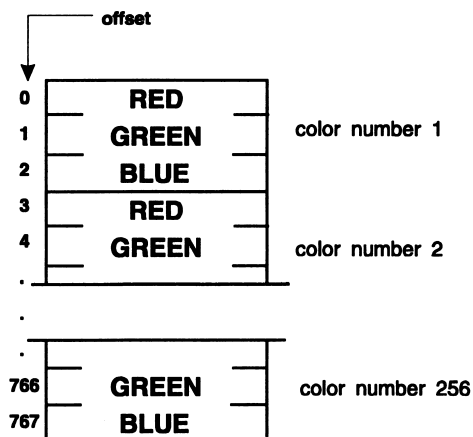 offset
0 RED
1 GREEN color number 1
2 BLUE
3 RED
4 GREEN color number 2
.
.
.
766 GREEN color number 256
767 BLUE